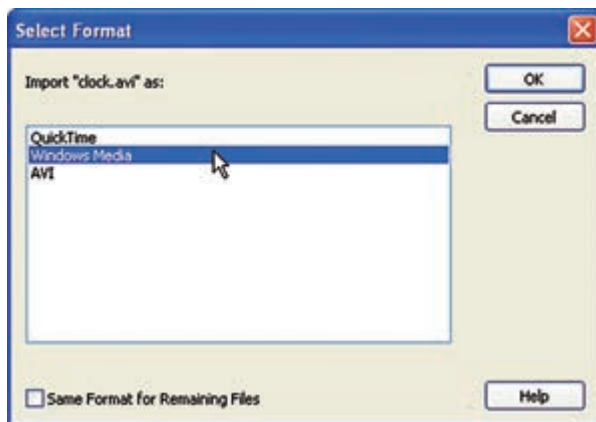 Select Format
Import "clock.avi" as:
OK
Cancel
QuickTime
Windows Media
AVI
Same Format for Remaining Files
Help